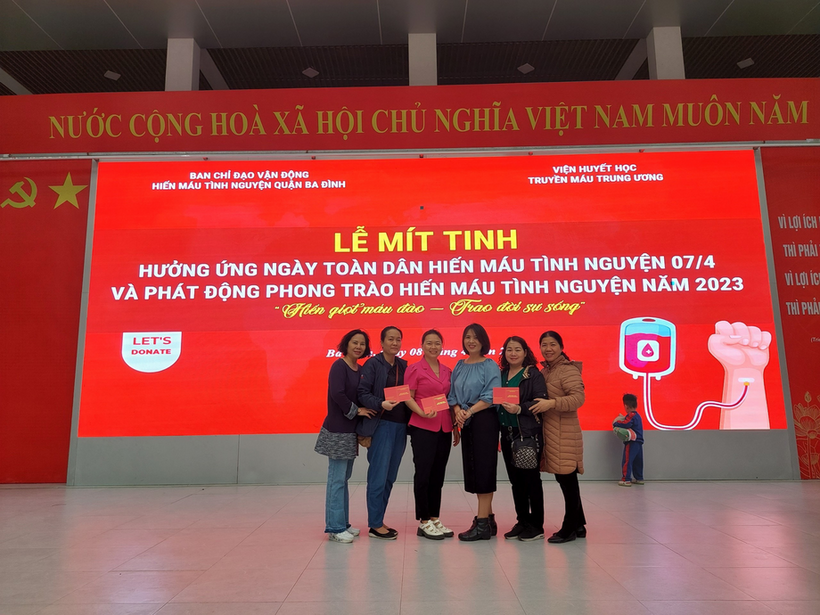 NƯỚC CỘNG HOÀ XÃ HỘI CHỦ NGHĨA VIỆT NAM MUÔN NĂM
BAN CHỈ ĐẠO VẬN ĐỘNG
HIẾN MÁU TÌNH NGUYỆN QUẬN BA ĐÌNH
VIỆN HUYẾT HỌC
TRUYỀN MÁU TRUNG ƯƠNG
LỄ MÍT TINH
HƯỞNG ỨNG NGÀY TOÀN DÂN HIẾN MÁU TÌNH NGUYỆN 07/4
VÀ PHÁT ĐỘNG PHONG TRÀO HIẾN MÁU TÌNH NGUYỆN NĂM 2023
"Hiến giọt máu đào — Trao đời sự sống"
LET'S
DONATE
08
VÌ LỢI ÍCH
THÌ PHẢI
VÌ LỢI ÍCH
THÌ PHẢI